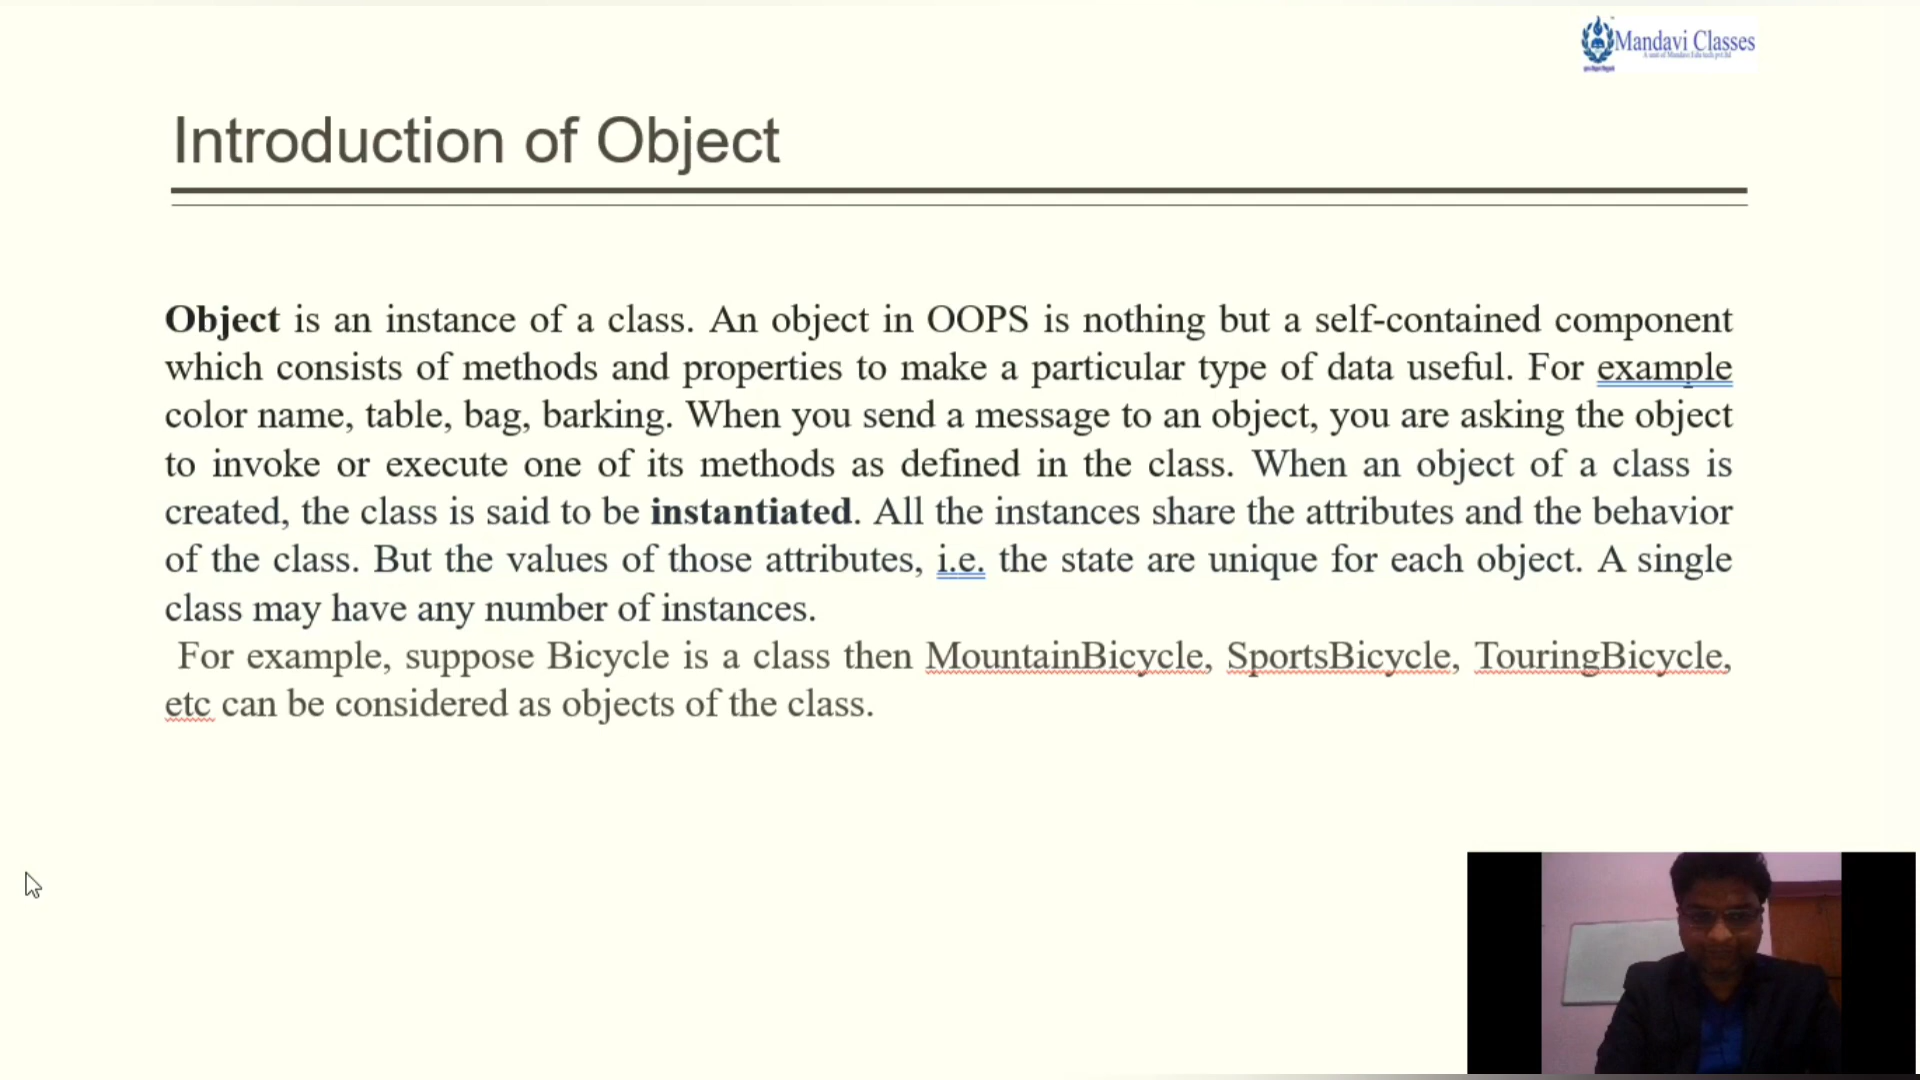 Mandavi Classes
Introduction of Object
Object is an instance of a class. An object in OOPS is nothing but a self-contained component
which consists of methods and properties to make a particular type of data useful. For example
color name, table, bag, barking. When you send a message to an object, you are asking the object
to invoke or execute one of its methods as defined in the class. When an object of a class is
created, the class is said to be instantiated. All the instances share the attributes and the behavior
of the class. But the values of those attributes, i.e. the state are unique for each object. A single
class may have any number of instances.
For example, suppose Bicycle is a class then MountainBicycle, SportsBicycle, TouringBicycle,
etc can be considered as objects of the class.